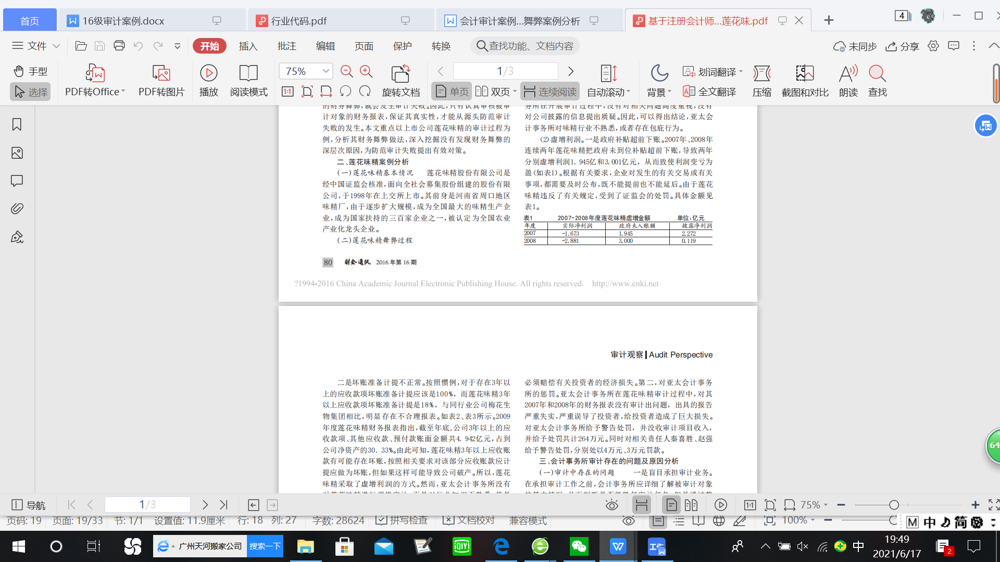 首页
16级审计案例.docx
行业代码.pdf
会计审计案例...舞弊案例分析
基于注册会计师...莲花味.pdf
4
文件
开始
插入
批注
编辑
页面
保护
转换
查找功能、文档内容
未同步
分享
手型
选择
PDF转Office
PDF转图片
播放
阅读模式
75%
1:1
旋转文档
1/3
单页
双页
连续阅读
自动滚动
背景
划词翻译
全文翻译
压缩
截图和对比
朗读
查找
的财务舞弊,就会发生审计失败。因此,只有认真审核被审
计对象的财务报表,保证其真实性,才能从源头防范审计
失败的发生。本文重点以上市公司莲花味精的审计过程为
例,分析其财务舞弊做法,深入挖掘没有发现财务舞弊的
深层次原因,为防范审计失败提出有效对策。
二、莲花味精案例分析
(一)莲花味精基本情况 莲花味精股份有限公司是
经中国证监会核准,面向全社会募集股份组建的股份有限
公司,于1998年在上交所上市。其前身是河南省周口地区
味精厂,由于逐步扩大规模,成为全国最大的味精生产企
业,成为国家扶持的三百家企业之一,被认定为全国农业
产业化龙头企业。
(二)莲花味精舞弊过程
务所在开展审计过程中,没有对相关问题高度重视,没有
对公司披露的信息提出质疑。因此,可以得出结论,亚太会
计事务所对味精行业不熟悉,或者存在包庇行为。
(2)虚增利润。一是政府补贴超前下账。2007年、2008年
连续两年莲花味精把政府未到位补贴超前下账,导致两年
分别虚增利润1.945亿和3.001亿元,从而致使利润变亏为
盈(如表1)。根据有关要求,企业对发生的有关交易或有关
事项,都需要及时公布,既不能提前也不能延后。由于莲花
味精违反了有关规定,受到了证监会的处罚。具体金额见
表1。
表1 2007-2008年度莲花味精虚增金额 单位:亿元
年度 实际净利润 政府未入账额 披露净利润
2007 -1.673 1.945 2.272
2008 -2.881 3.000 0.119
80 财会通讯 2016年第16期
?1994-2016 China Academic Journal Electronic Publishing House. All rights reserved. http://www.cnki.net
审计观察 Audit Perspective
二是坏账准备计提不正常。按照惯例,对于存在3年以
上的应收款项坏账准备计提应该是100%,而莲花味精3年
以上应收款项坏账准备计提是18%,与同行业公司梅花生
物集团相比,明显存在不合理报表。如表2、表3所示。2009
年度莲花味精财务报表指出,截至年底,公司3年以上的应
收款项、其他应收款、预付款账面金额共4.942亿元,占到
公司净资产的30.33%。由此可知,莲花味精3年以上应收账
款有可能存在坏账,按照相关要求对该部分应收账款应计
提应做为坏账,但如果这样可能导致公司破产。所以,莲花
味精采取了虚增利润的方式。然而,亚太会计事务所没有
必须赔偿有关投资者的经济损失。第二,对亚太会计事务
所的惩罚。亚太会计事务所在莲花味精审计过程中,对其
2007年和2008年的财务报表没有审计出问题,出具的报告
严重失实,严重误导了投资者,给投资者造成了巨大损失。
对亚太会计事务所给予警告处罚,并没收审计项目收入,
并给予处罚共计264万元。同时对相关责任人秦喜胜、赵强
给予警告处罚,分别处以4万元、3万元罚款。
三、会计事务所审计存在的问题及原因分析
(一)审计中存在的问题 一是盲目承担审计业务。
在承担审计工作之前,会计事务所应详细了解被审计对象
64
导航
1/3
1:1
75%
页码: 19 页面: 19/33 节: 1/1 设置值: 11.9厘米 行: 18 列: 27 字数: 28624 拼写检查 文档校对 兼容模式
100%
M 中 简
广州天河搬家公司 搜索一下
iQIYI
工作
中
19:49
2021/6/17
2